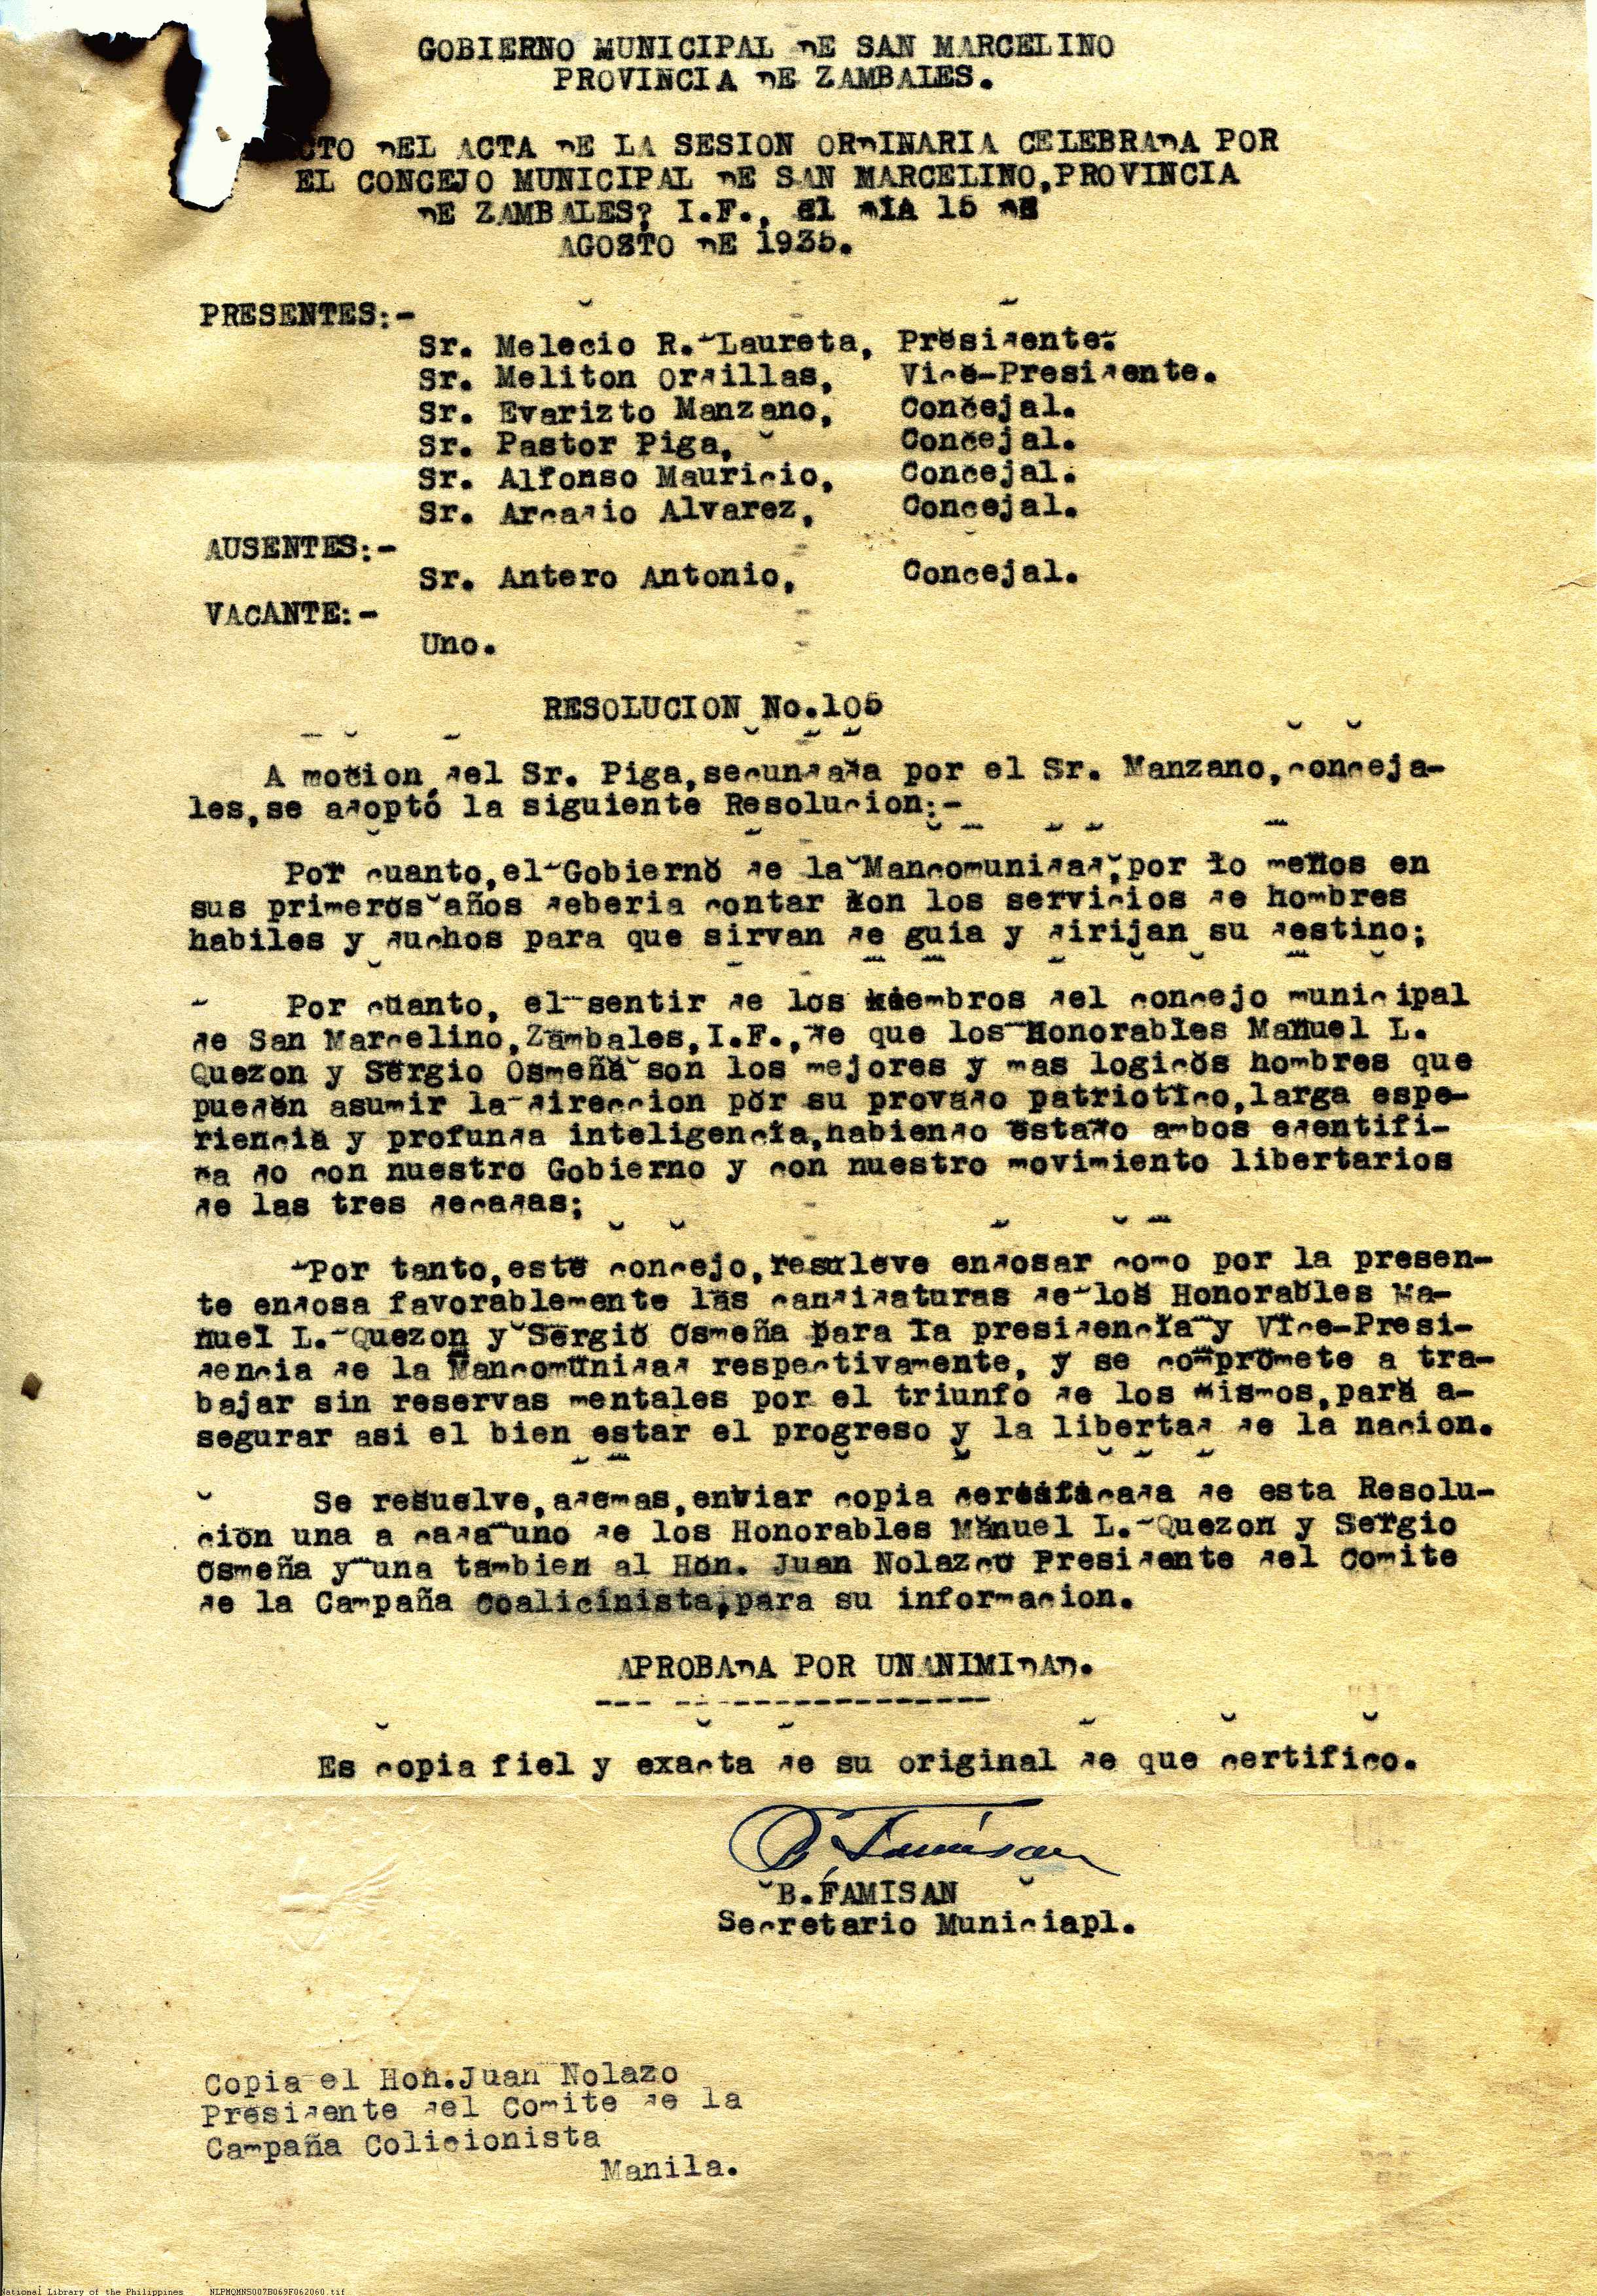 GOBIERNO MUNICIPAL DE SAN MARCELINO
PROVINCIA DE ZAMBALES.
CTO DEL ACTA DE LA SESION ORDINARIA CELEBRADA POR
EL CONCEJO MUNICIPAL DE SAN MARCELINO,PROVINCIA
DE ZAMBALES? I.F., el DIA 15 DE
AGOSTO DE 1935.
PRESENTES:-
Sr. Melecio R. Laureta, Presidente.
Sr. Meliton Ordillas, Vice-Presidente.
Sr. Evarizto Manzano, Concejal.
Sr. Pastor Piga, Concejal.
Sr. Alfonso Mauricio, Concejal.
Sr. Arcadio Alvarez, Concejal.
AUSENTES:-
Sr. Antero Antonio, Concejal.
VACANTE:-
Uno.
RESOLUCION No.105
A mocion del Sr. Piga,secundada por el Sr. Manzano,conceja-
les,se adoptó la siguiente Resolucion:-
Por cuanto,el Gobierno de la Mancomunidad,por lo menos en
sus primeros años deberia contar con los servicios de hombres
habiles y duchos para que sirvan de guia y dirijan su destino;
Por cuanto, el sentir de los miembros del concejo municipal
de San Marcelino,Zambales,I.F.,de que los Honorables Manuel L.
Quezon y Sergio Osmeña son los mejores y mas logicos hombres que
pueden asumir la direccion por su provado patriotico,larga espe-
riencia y profunda inteligencia,habiendo estado ambos edentifi-
ca do con nuestro Gobierno y con nuestro movimiento libertarios
de las tres decadas;
Por tanto,este concejo,resuleve endosar como por la presen-
te endosa favorablemente las candidaturas de los Honorables Ma-
nuel L. Quezon y Sergio Osmeña para la presidencia y Vice-Presi-
dencia de la Mancomunidad respectivamente, y se compromete a tra-
bajar sin reservas mentales por el triunfo de los mismos,para a-
segurar asi el bien estar el progreso y la libertad de la nacion.
Se resuelve,ademas,enviar copia certificada de esta Resolu-
cion una a cada uno de los Honorables Manuel L. Quezon y Sergio
Osmeña y una tambien al Hon. Juan Nolazco Presidente del Comite
de la Campaña Coalicinista,para su informacion.
APROBADA POR UNANIMIDAD.
Es copia fiel y exacta de su original de que certifico.
B. Famisan
B. FAMISAN
Secretario Municiapl.
Copia el Hon.Juan Nolazo
Presidente del Comite de la
Campaña Colicionista
Manila.
National Library of the Philippines NLPMQMNS007B069F062060.tif